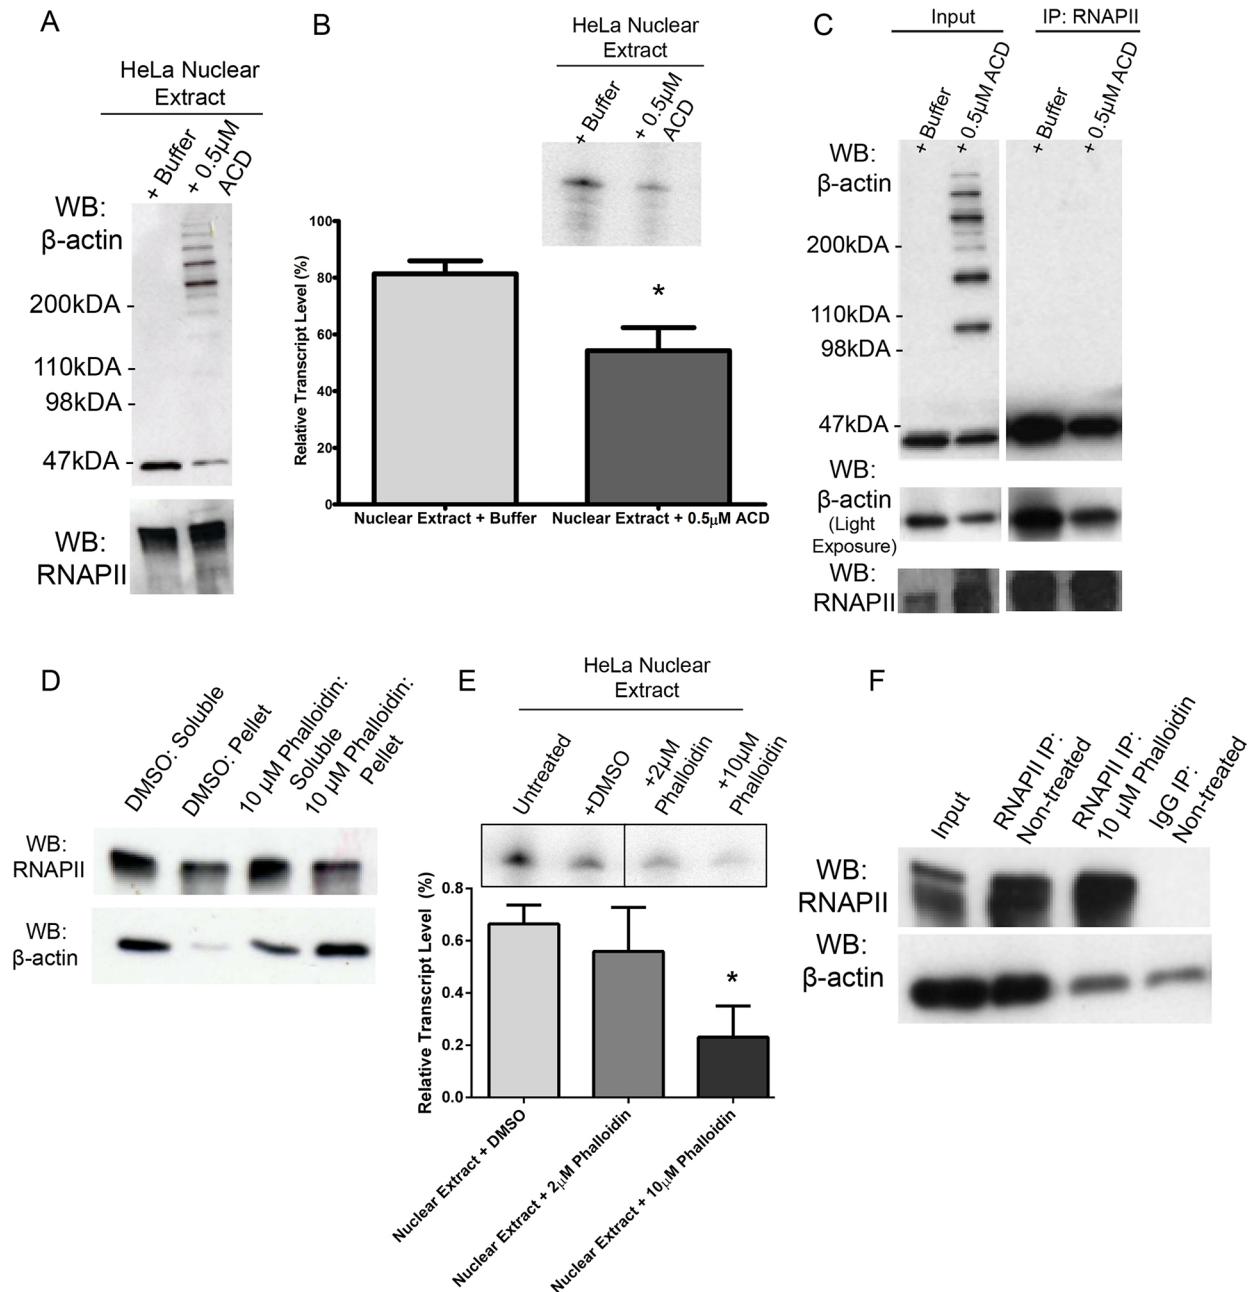 A
HeLa Nuclear
Extract
+ Buffer
+ 0.5µM
ACD
WB:
β-actin
200kDA -
110kDA -
98kDA -
47kDA -
WB:
RNAPII
B
HeLa Nuclear
Extract
+ Buffer
+ 0.5µM
ACD
Relative Transcript Level (%)
100
80
60
40
20
0
*
Nuclear Extract + Buffer
Nuclear Extract + 0.5µM ACD
C
Input
IP: RNAPII
+ Buffer
+ 0.5µM ACD
+ Buffer
+ 0.5µM ACD
WB:
β-actin
200kDA -
110kDA -
98kDA -
47kDA -
WB:
β-actin
(Light
Exposure)
WB:
RNAPII
D
DMSO: Soluble
DMSO: Pellet
10 µM Phalloidin:
Soluble
10 µM Phalloidin:
Pellet
WB:
RNAPII
WB:
β-actin
E
HeLa Nuclear
Extract
Untreated
+DMSO
+2µM
Phalloidin
+10µM
Phalloidin
Relative Transcript Level (%)
0.8
0.6
0.4
0.2
0.0
*
Nuclear Extract + DMSO
Nuclear Extract + 2µM Phalloidin
Nuclear Extract + 10µM Phalloidin
F
Input
RNAPII IP:
Non-treated
RNAPII IP:
10 µM Phalloidin
IgG IP:
Non-treated
WB:
RNAPII
WB:
β-actin